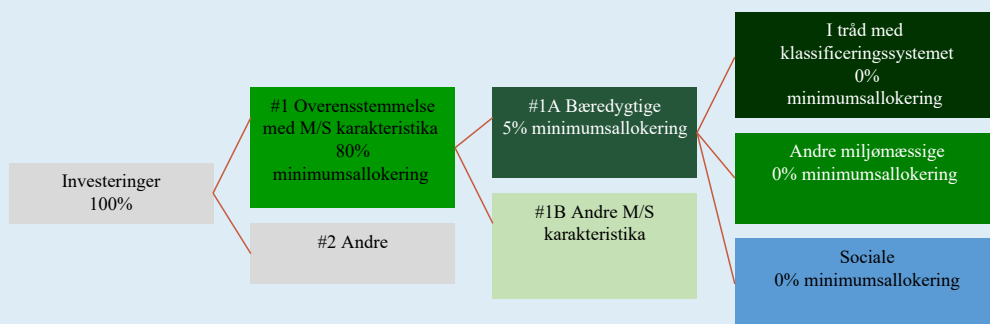 Investeringer
100%
#1 Overensstemmelse
med M/S karakteristika
80%
minimumsallokering
#2 Andre
#1A Bæredygtige
5% minimumsallokering
#1B Andre M/S
karakteristika
I tråd med
klassificeringssystemet
0%
minimumsallokering
Andre miljømæssige
0% minimumsallokering
Sociale
0% minimumsallokering